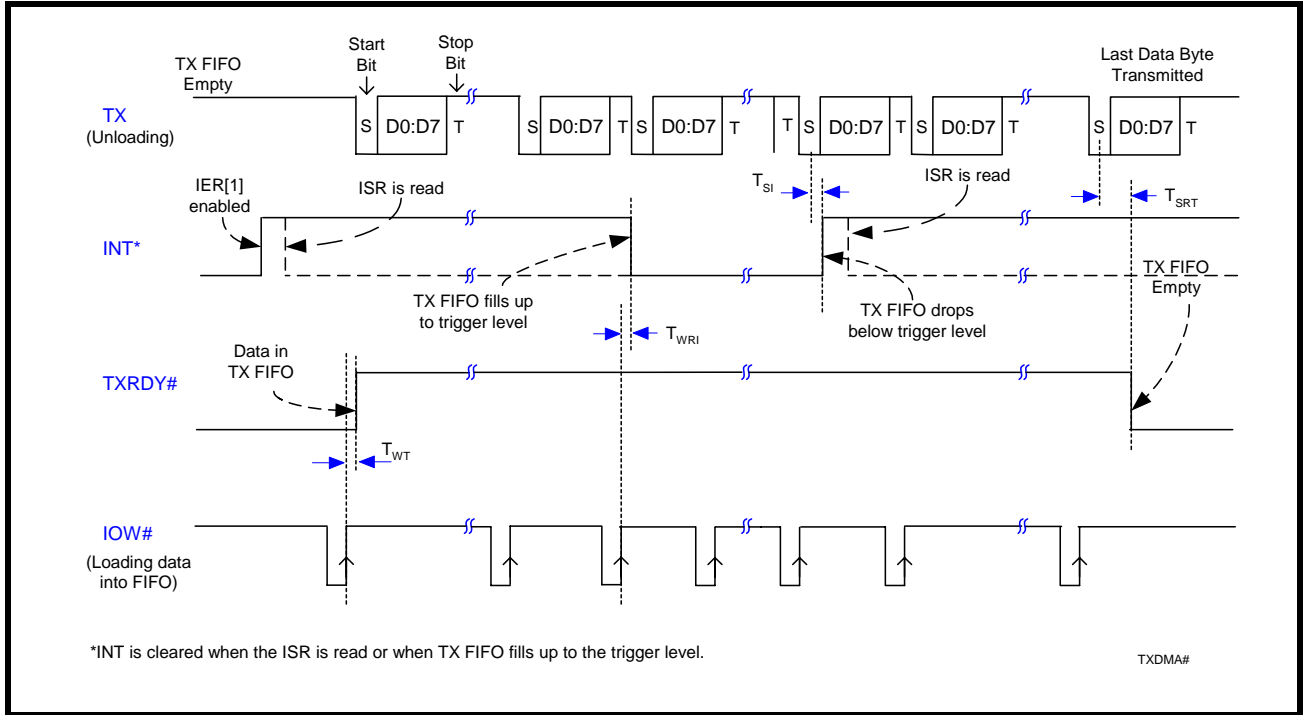 Start
Bit
Stop
Bit
TX FIFO
Empty
Last Data Byte
Transmitted
TX
(Unloading)
S D0:D7 T S D0:D7 T S D0:D7 T T S D0:D7 T S D0:D7 T S D0:D7 T
IER[1]
enabled
ISR is read
TSI
ISR is read
TSRT
INT*
TX FIFO fills up
to trigger level
TX FIFO drops
below trigger level
TX FIFO
Empty
TWRI
Data in
TX FIFO
TXRDY#
TWT
IOW#
(Loading data
into FIFO)
*INT is cleared when the ISR is read or when TX FIFO fills up to the trigger level.
TXDMA#